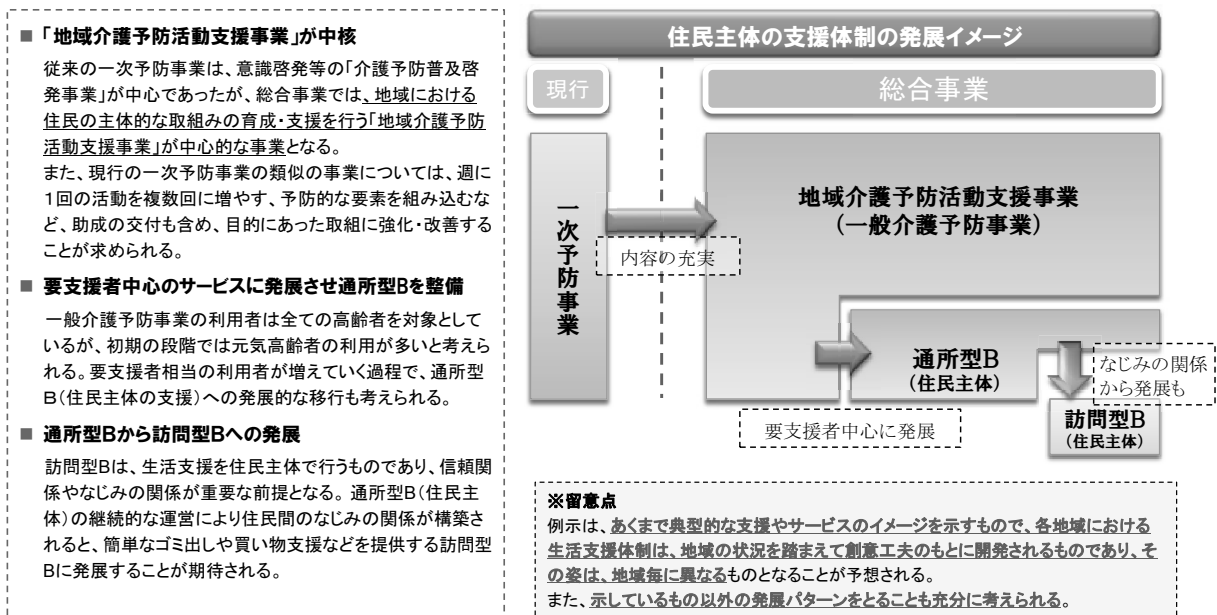 ■ 「地域介護予防活動支援事業」が中核
従来の一次予防事業は、意識啓発等の「介護予防普及啓
発事業」が中心であったが、総合事業では、地域における
住民の主体的な取組みの育成・支援を行う「地域介護予防
活動支援事業」が中心的な事業となる。
また、現行の一次予防事業の類似の事業については、週に
1回の活動を複数回に増やす、予防的な要素を組み込むな
ど、助成の交付も含め、目的にあった取組に強化・改善する
ことが求められる。
■ 要支援者中心のサービスに発展させ通所型Bを整備
一般介護予防事業の利用者は全ての高齢者を対象として
いるが、初期の段階では元気高齢者の利用が多いと考えら
れる。要支援者相当の利用者が増えていく過程で、通所型
B(住民主体の支援)への発展的な移行も考えられる。
■ 通所型Bから訪問型Bへの発展
訪問型Bは、生活支援を住民主体で行うものであり、信頼関
係やなじみの関係が重要な前提となる。通所型B(住民主
体)の継続的な運営により住民間のなじみの関係が構築さ
れると、簡単なゴミ出しや買い物支援などを提供する訪問型
Bに発展することが期待される。
住民主体の支援体制の発展イメージ
現行
総合事業
一次予防事業
内容の充実
地域介護予防活動支援事業
(一般介護予防事業)
通所型B
(住民主体)
要支援者中心に発展
なじみの関係
から発展も
訪問型B
(住民主体)
※留意点
例示は、あくまで典型的な支援やサービスのイメージを示すもので、各地域における
生活支援体制は、地域の状況を踏まえて創意工夫のもとに開発されるものであり、そ
の姿は、地域毎に異なるものとなることが予想される。
また、示しているもの以外の発展パターンをとることも充分に考えられる。